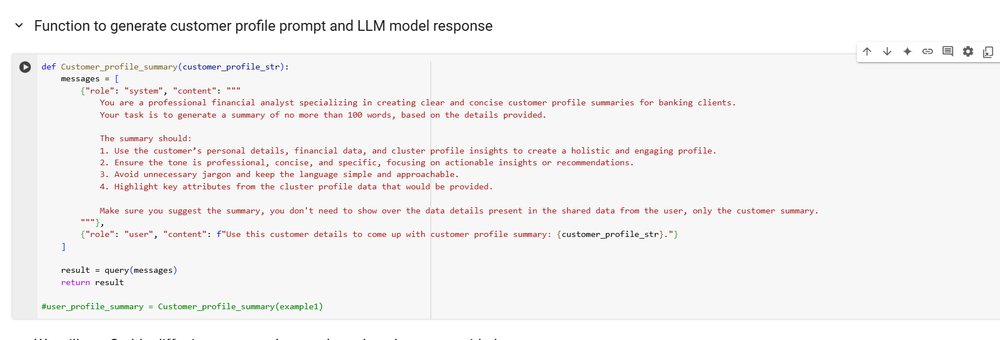 Function to generate customer profile prompt and LLM model response
def Customer_profile_summary(customer_profile_str):
    messages = [
        {"role": "system", "content": """
            You are a professional financial analyst specializing in creating clear and concise customer profile summaries for banking clients.
            Your task is to generate a summary of no more than 100 words, based on the details provided.

            The summary should:
            1. Use the customer’s personal details, financial data, and cluster profile insights to create a holistic and engaging profile.
            2. Ensure the tone is professional, concise, and specific, focusing on actionable insights or recommendations.
            3. Avoid unnecessary jargon and keep the language simple and approachable.
            4. Highlight key attributes from the cluster profile data that would be provided.

            Make sure you suggest the summary, you don't need to show over the data details present in the shared data from the user, only the customer summary.
        """},
        {"role": "user", "content": f"Use this customer details to come up with customer profile summary: {customer_profile_str}."}
    ]

    result = query(messages)
    return result

#user_profile_summary = Customer_profile_summary(example1)